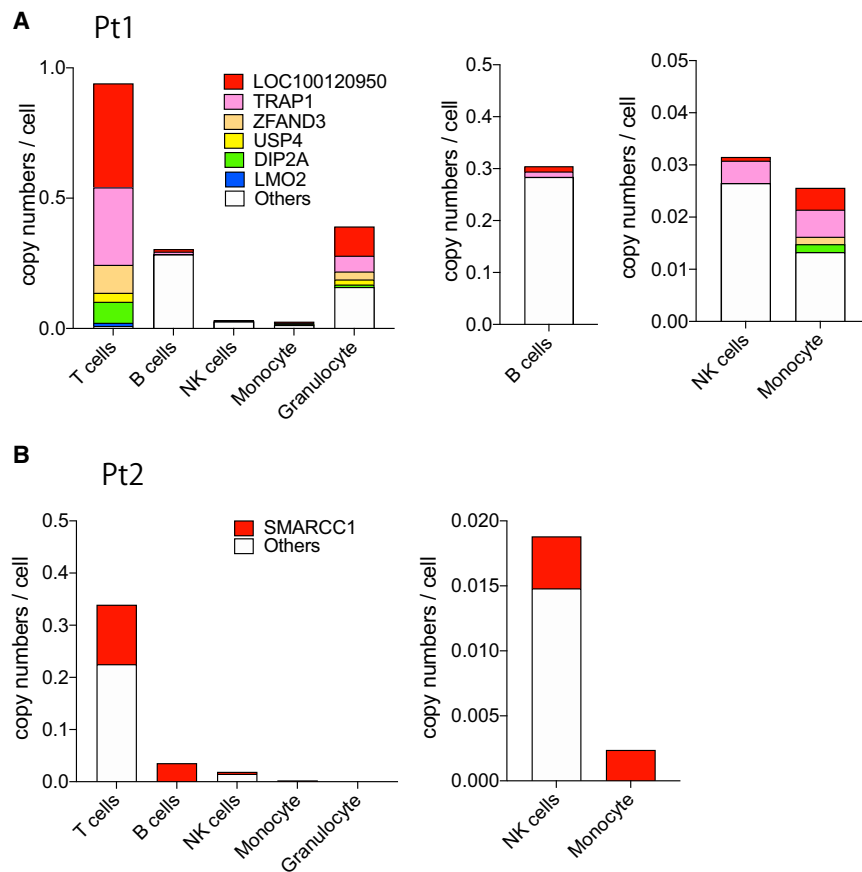 A
Pt1
copy numbers / cell
1.0
0.5
0.0
LOC100120950
TRAP1
ZFAND3
USP4
DIP2A
LMO2
Others
T cells
B cells
NK cells
Monocyte
Granulocyte
copy numbers / cell
0.5
0.4
0.3
0.2
0.1
0.0
B cells
copy numbers / cell
0.05
0.04
0.03
0.02
0.01
0.00
NK cells
Monocyte
B
Pt2
copy numbers / cell
0.5
0.4
0.3
0.2
0.1
0.0
SMARCC1
Others
T cells
B cells
NK cells
Monocyte
Granulocyte
copy numbers / cell
0.020
0.015
0.010
0.005
0.000
NK cells
Monocyte